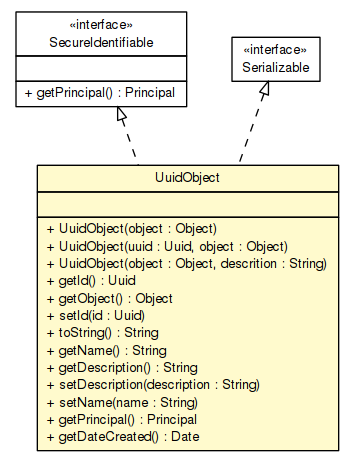 «interface»
SecureIdentifiable
+ getPrincipal() : Principal
«interface»
Serializable
UuidObject
+ UuidObject(object : Object)
+ UuidObject(uuid : Uuid, object : Object)
+ UuidObject(object : Object, descrition : String)
+ getId() : Uuid
+ getObject() : Object
+ setId(id : Uuid)
+ toString() : String
+ getName() : String
+ getDescription() : String
+ setDescription(description : String)
+ setName(name : String)
+ getPrincipal() : Principal
+ getDateCreated() : Date